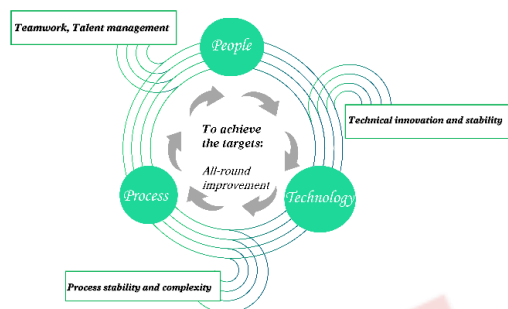 Teamwork, Talent management
People
Technical innovation and stability
To achieve
the targets:
All-round
improvement
Process
Technology
Process stability and complexity